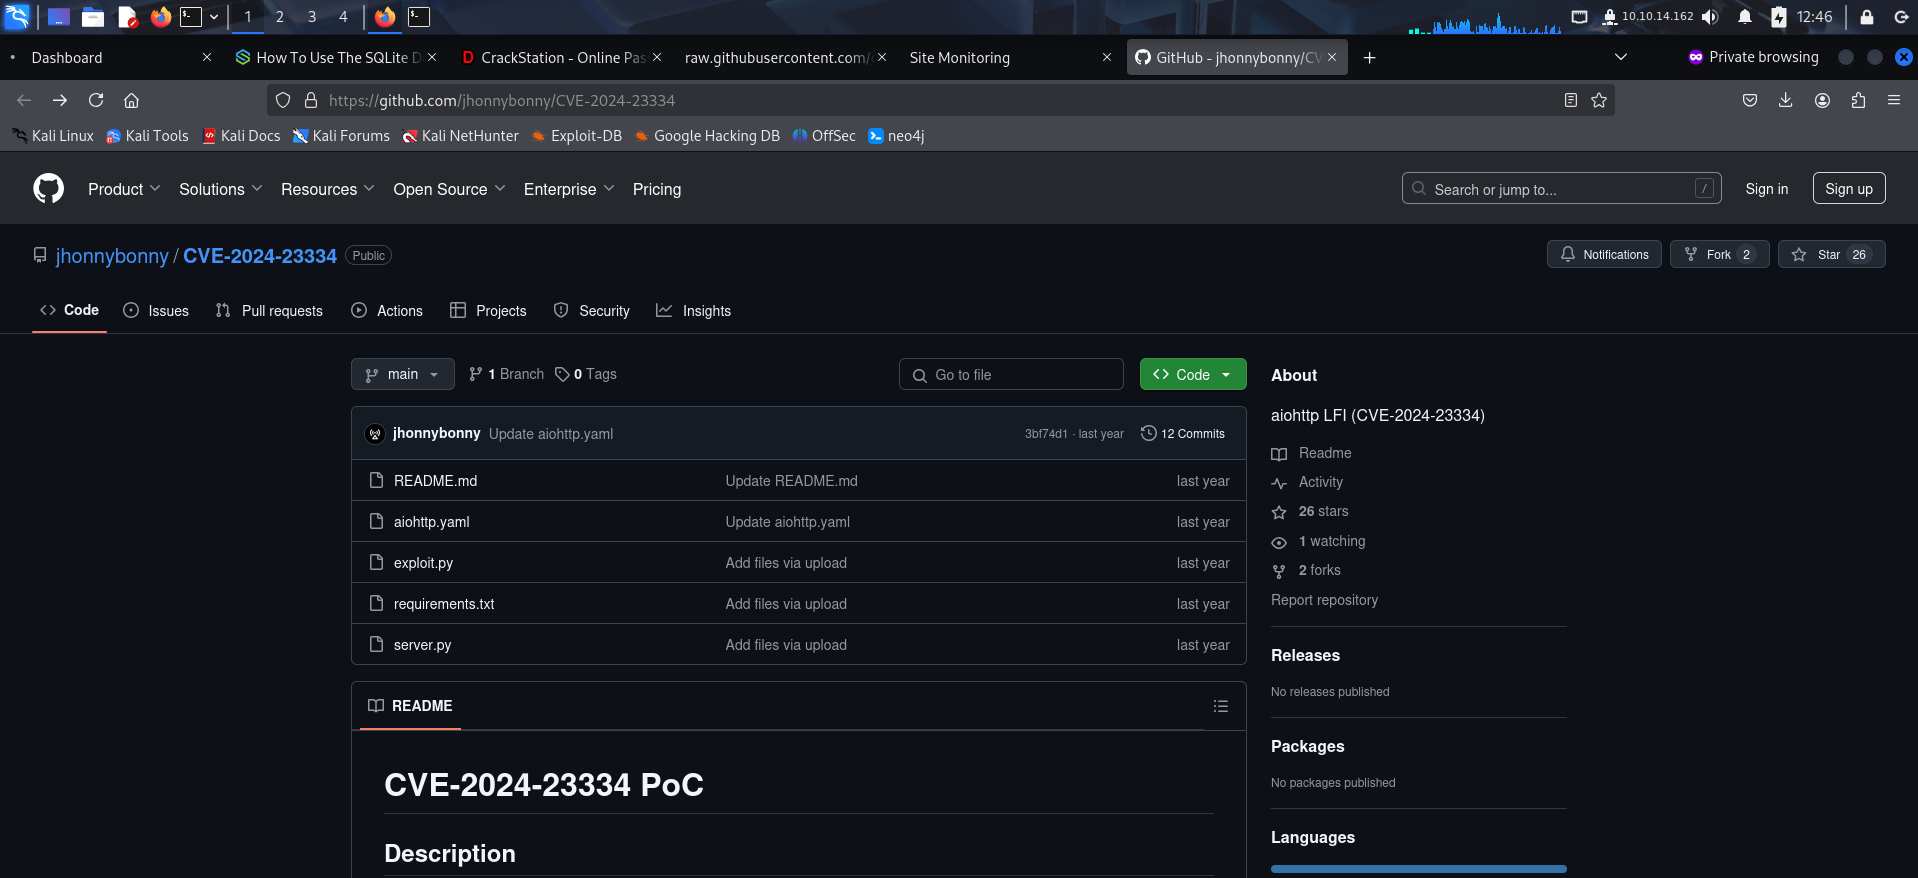 1 2 3 4 10.10.14.162 12:46
Dashboard How To Use The SQLite D CrackStation - Online Pas raw.githubusercontent.com/ Site Monitoring GitHub - jhonnybonny/CV Private browsing
https://github.com/jhonnybonny/CVE-2024-23334
Kali Linux Kali Tools Kali Docs Kali Forums Kali NetHunter Exploit-DB Google Hacking DB OffSec neo4j
Product Solutions Resources Open Source Enterprise Pricing Search or jump to... / Sign in Sign up
jhonnybonny / CVE-2024-23334 Public Notifications Fork 2 Star 26
Code Issues Pull requests Actions Projects Security Insights
main 1 Branch 0 Tags Go to file Code
jhonnybonny Update aiohttp.yaml 3bf74d1 · last year 12 Commits
README.md Update README.md last year
aiohttp.yaml Update aiohttp.yaml last year
exploit.py Add files via upload last year
requirements.txt Add files via upload last year
server.py Add files via upload last year
README
CVE-2024-23334 PoC
Description
About
aiohttp LFI (CVE-2024-23334)
Readme
Activity
26 stars
1 watching
2 forks
Report repository
Releases
No releases published
Packages
No packages published
Languages